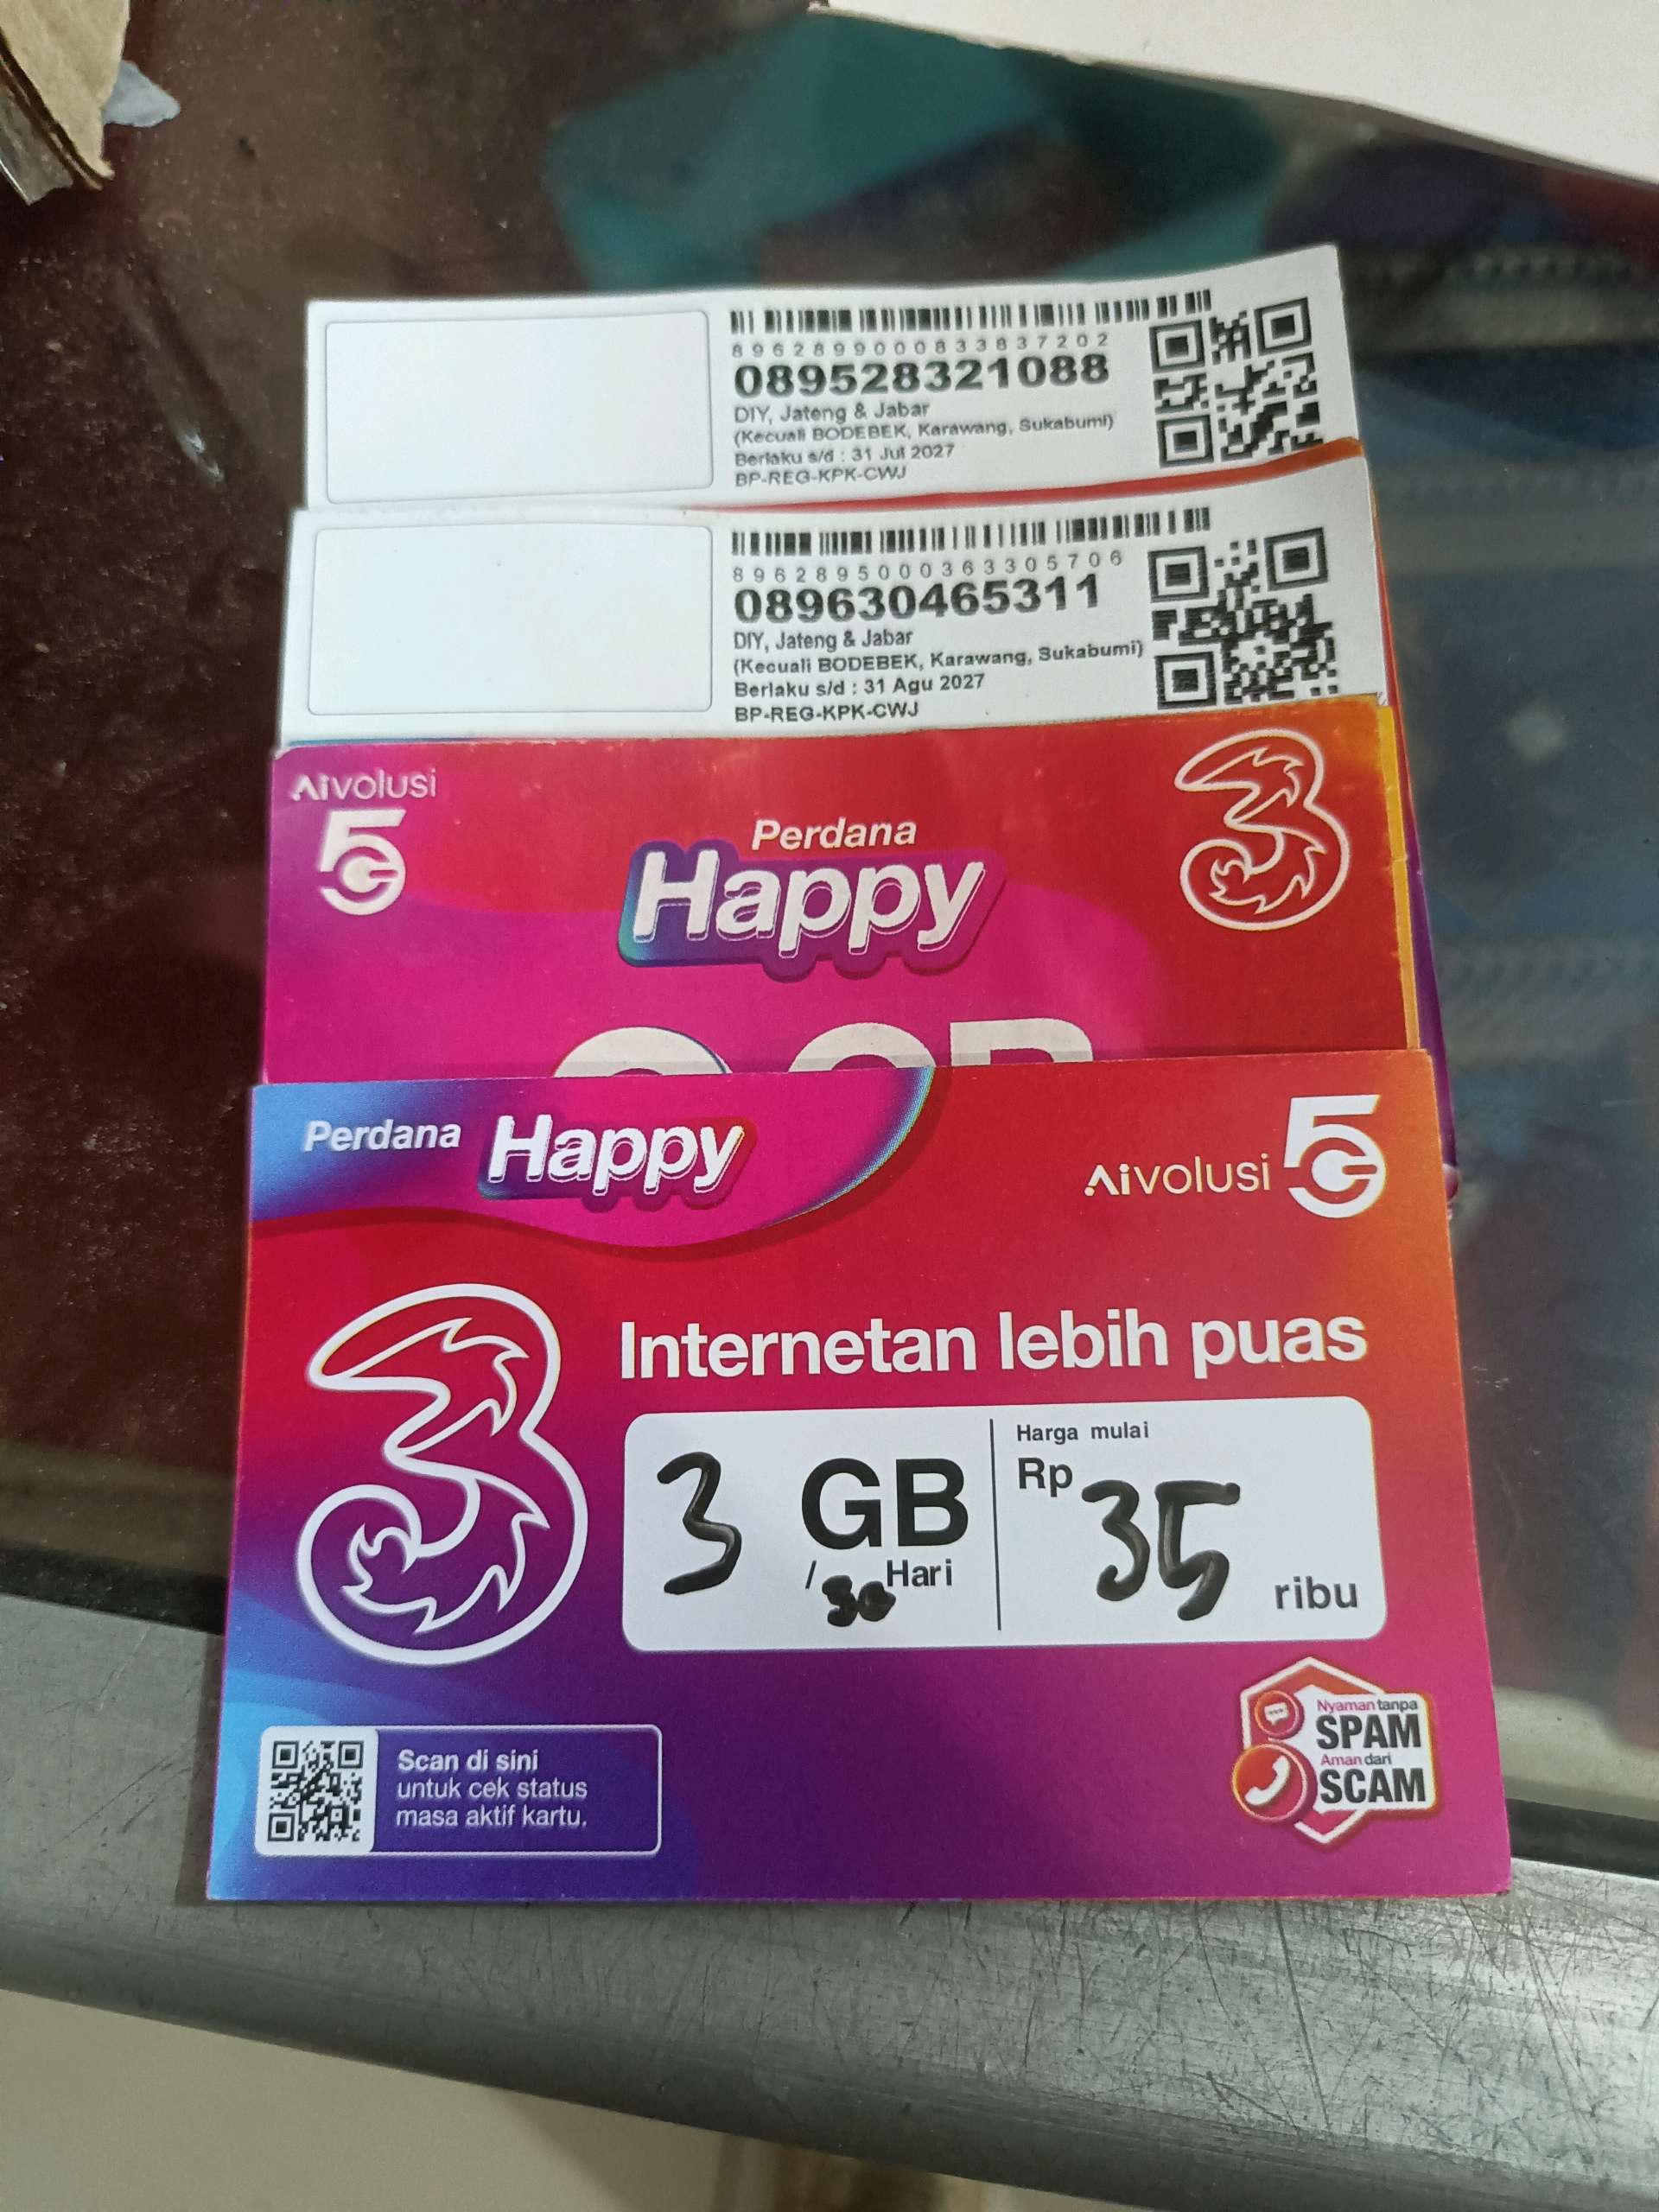 8962899000833837202
089528321088
DIY, Jateng & Jabar
(Kecuali BODEBEK, Karawang, Sukabumi)
Berlaku s/d : 31 Jul 2027
BP-REG-KPK-CWJ
8962895000363305706
089630465311
DIY, Jateng & Jabar
(Kecuali BODEBEK, Karawang, Sukabumi)
Berlaku s/d : 31 Agu 2027
BP-REG-KPK-CWJ
Aivolusi
5G
Perdana
Happy
3
Perdana Happy
Aivolusi 5G
3
Internetan lebih puas
3 GB
/ 30 Hari
Harga mulai
Rp 35 ribu
Scan di sini
untuk cek status
masa aktif kartu.
Nyaman tanpa
SPAM
Aman dari
SCAM